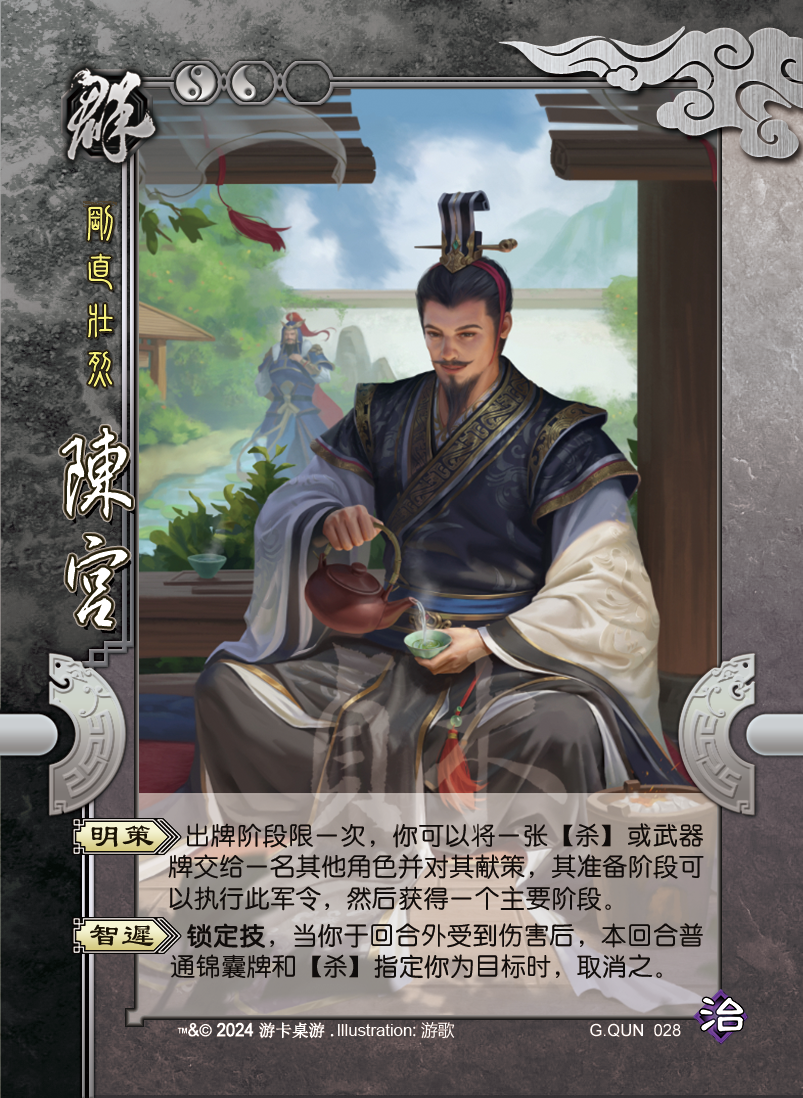 群
剛直壯烈
陳宮
明策 出牌阶段限一次，你可以将一张【杀】或武器
牌交给一名其他角色并对其献策，其准备阶段可
以执行此军令，然后获得一个主要阶段。
智遲 锁定技，当你于回合外受到伤害后，本回合普
通锦囊牌和【杀】指定你为目标时，取消之。
™&© 2024 游卡桌游 . Illustration: 游歌
G.QUN 028
治